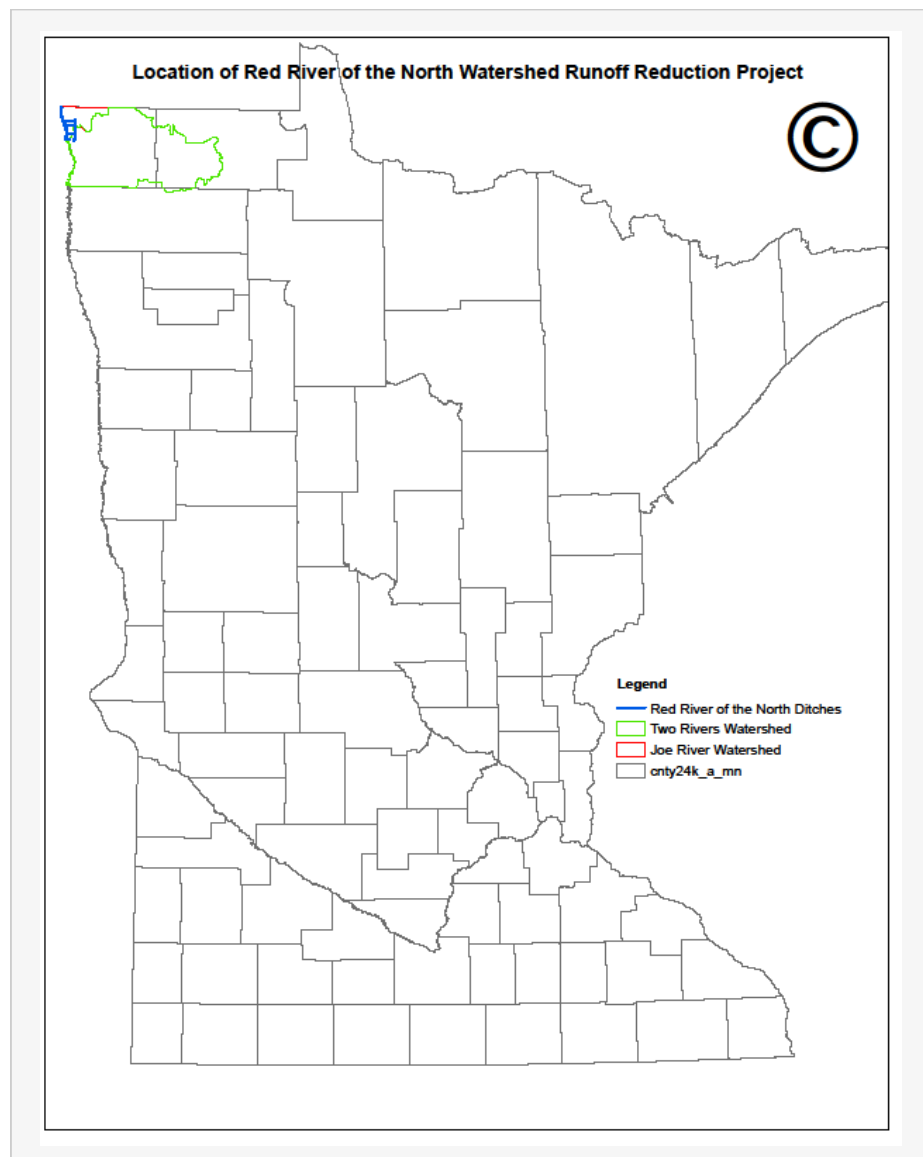 Location of Red River of the North Watershed Runoff Reduction Project
©
Legend
Red River of the North Ditches
Two Rivers Watershed
Joe River Watershed
cnty24k_a_mn